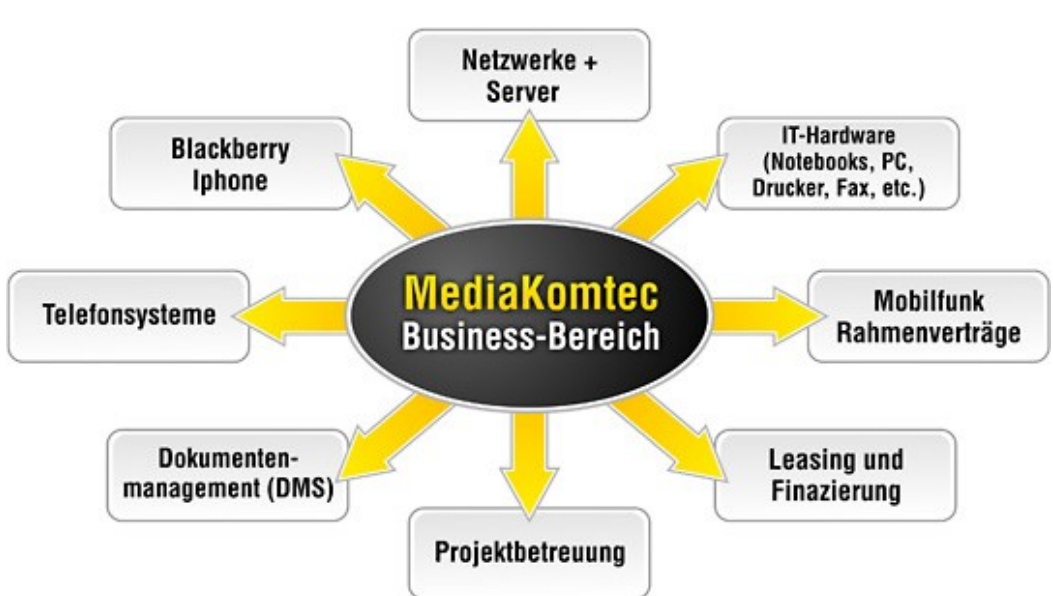 Netzwerke +
Server
Blackberry
Iphone
IT-Hardware
(Notebooks, PC,
Drucker, Fax, etc.)
Telefonsysteme
MediaKomtec
Business-Bereich
Mobilfunk
Rahmenverträge
Dokumenten-
management (DMS)
Leasing und
Finazierung
Projektbetreuung